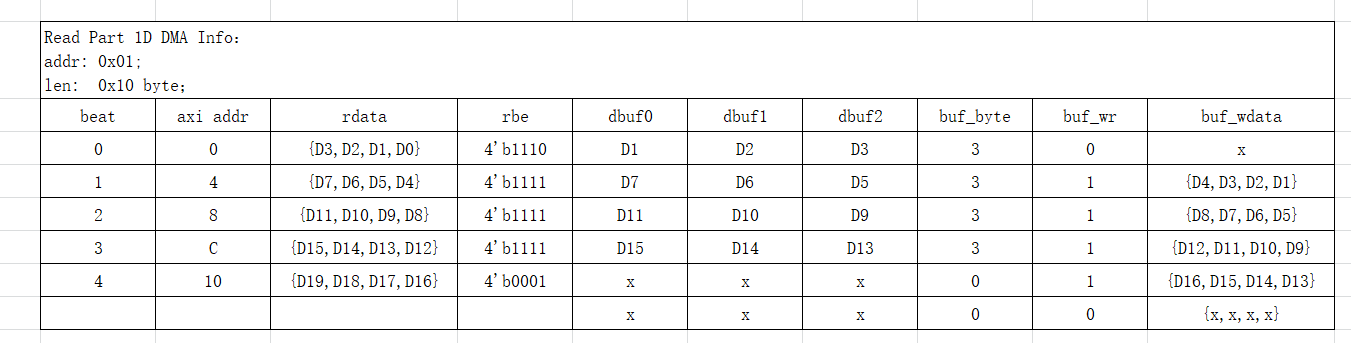 Read Part 1D DMA Info:
addr: 0x01;
len: 0x10 byte;
beat axi addr rdata rbe dbuf0 dbuf1 dbuf2 buf_byte buf_wr buf_wdata
0 0 {D3,D2,D1,D0} 4'b1110 D1 D2 D3 3 0 x
1 4 {D7,D6,D5,D4} 4'b1111 D7 D6 D5 3 1 {D4,D3,D2,D1}
2 8 {D11,D10,D9,D8} 4'b1111 D11 D10 D9 3 1 {D8,D7,D6,D5}
3 C {D15,D14,D13,D12} 4'b1111 D15 D14 D13 3 1 {D12,D11,D10,D9}
4 10 {D19,D18,D17,D16} 4'b0001 x x x 0 1 {D16,D15,D14,D13}
x x x 0 0 {x,x,x,x}